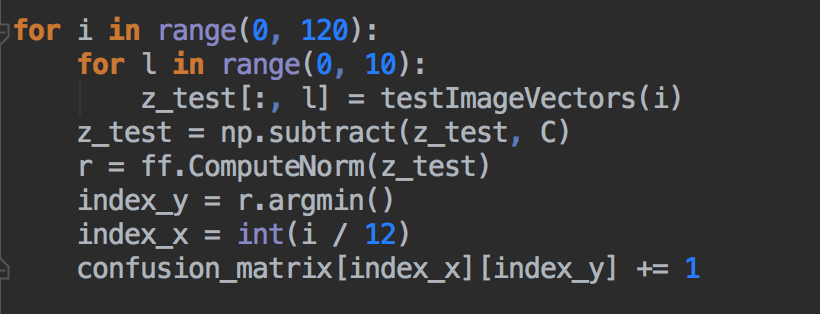 for i in range(0, 120):
    for l in range(0, 10):
        z_test[:, l] = testImageVectors(i)
    z_test = np.subtract(z_test, C)
    r = ff.ComputeNorm(z_test)
    index_y = r.argmin()
    index_x = int(i / 12)
    confusion_matrix[index_x][index_y] += 1